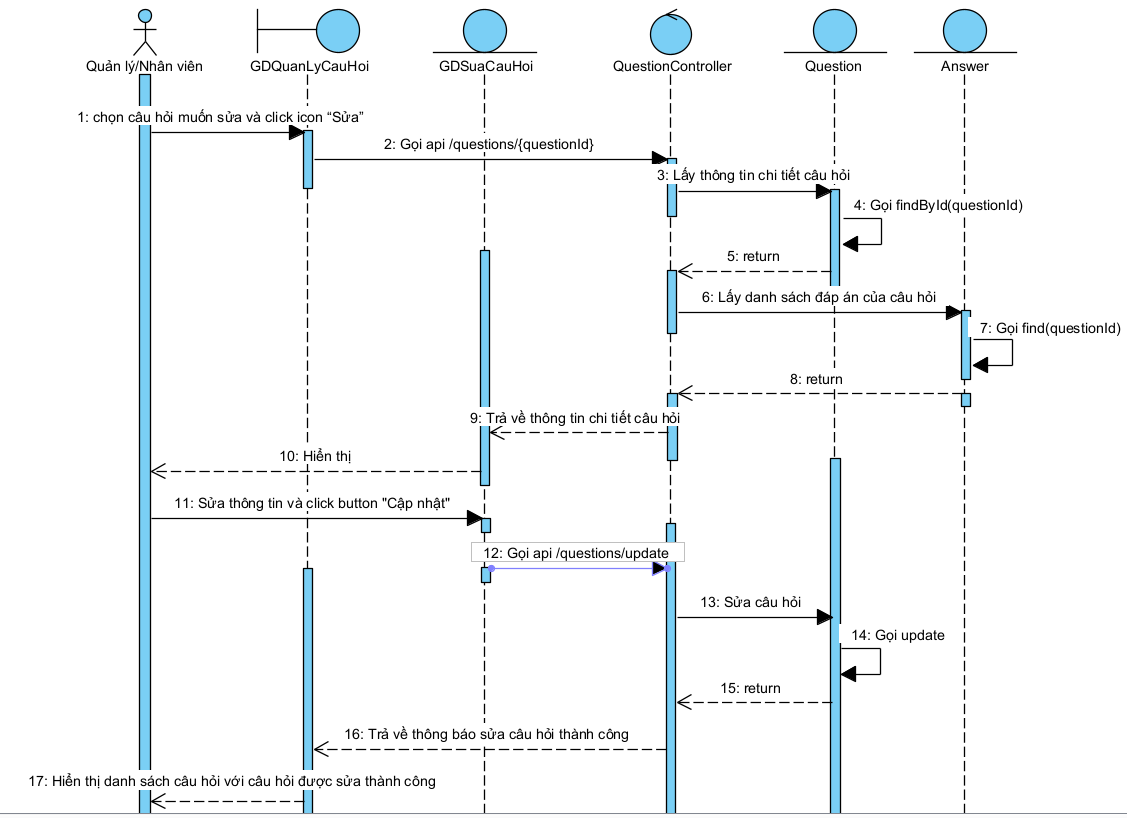 Quản lý/Nhân viên
GDQuanLyCauHoi
GDSuaCauHoi
QuestionController
Question
Answer
1: chọn câu hỏi muốn sửa và click icon “Sửa”
2: Gọi api /questions/{questionId}
3: Lấy thông tin chi tiết câu hỏi
4: Gọi findById(questionId)
5: return
6: Lấy danh sách đáp án của câu hỏi
7: Gọi find(questionId)
8: return
9: Trả về thông tin chi tiết câu hỏi
10: Hiển thị
11: Sửa thông tin và click button "Cập nhật"
12: Gọi api /questions/update
13: Sửa câu hỏi
14: Gọi update
15: return
16: Trả về thông báo sửa câu hỏi thành công
17: Hiển thị danh sách câu hỏi với câu hỏi được sửa thành công